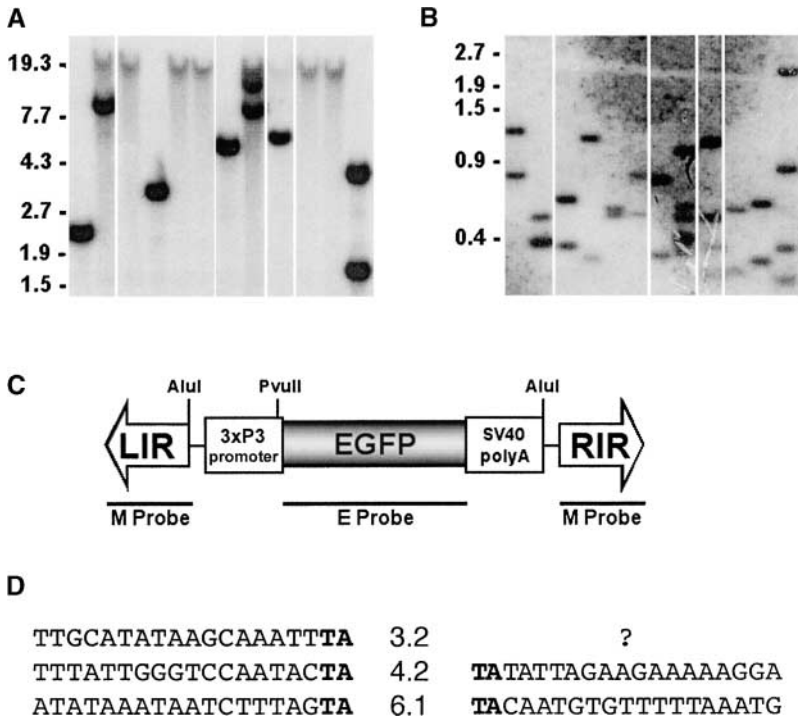 A
19.3 -
7.7 -
4.3 -
2.7 -
1.9 -
1.5 -
B
2.7 -
1.9 -
1.5 -
0.9 -
0.4 -
C
AluI
PvuII
AluI
LIR
3xP3 promoter
EGFP
SV40 polyA
RIR
M Probe
E Probe
M Probe
D
TTGCATATAAGCAAATTTA 3.2 ?
TTTATTGGGTCCAATACTA 4.2 TATATTAGAAGAAAAAGGA
ATATAAATAATCTTTAGTA 6.1 TACAATGTGTTTTTAAATG